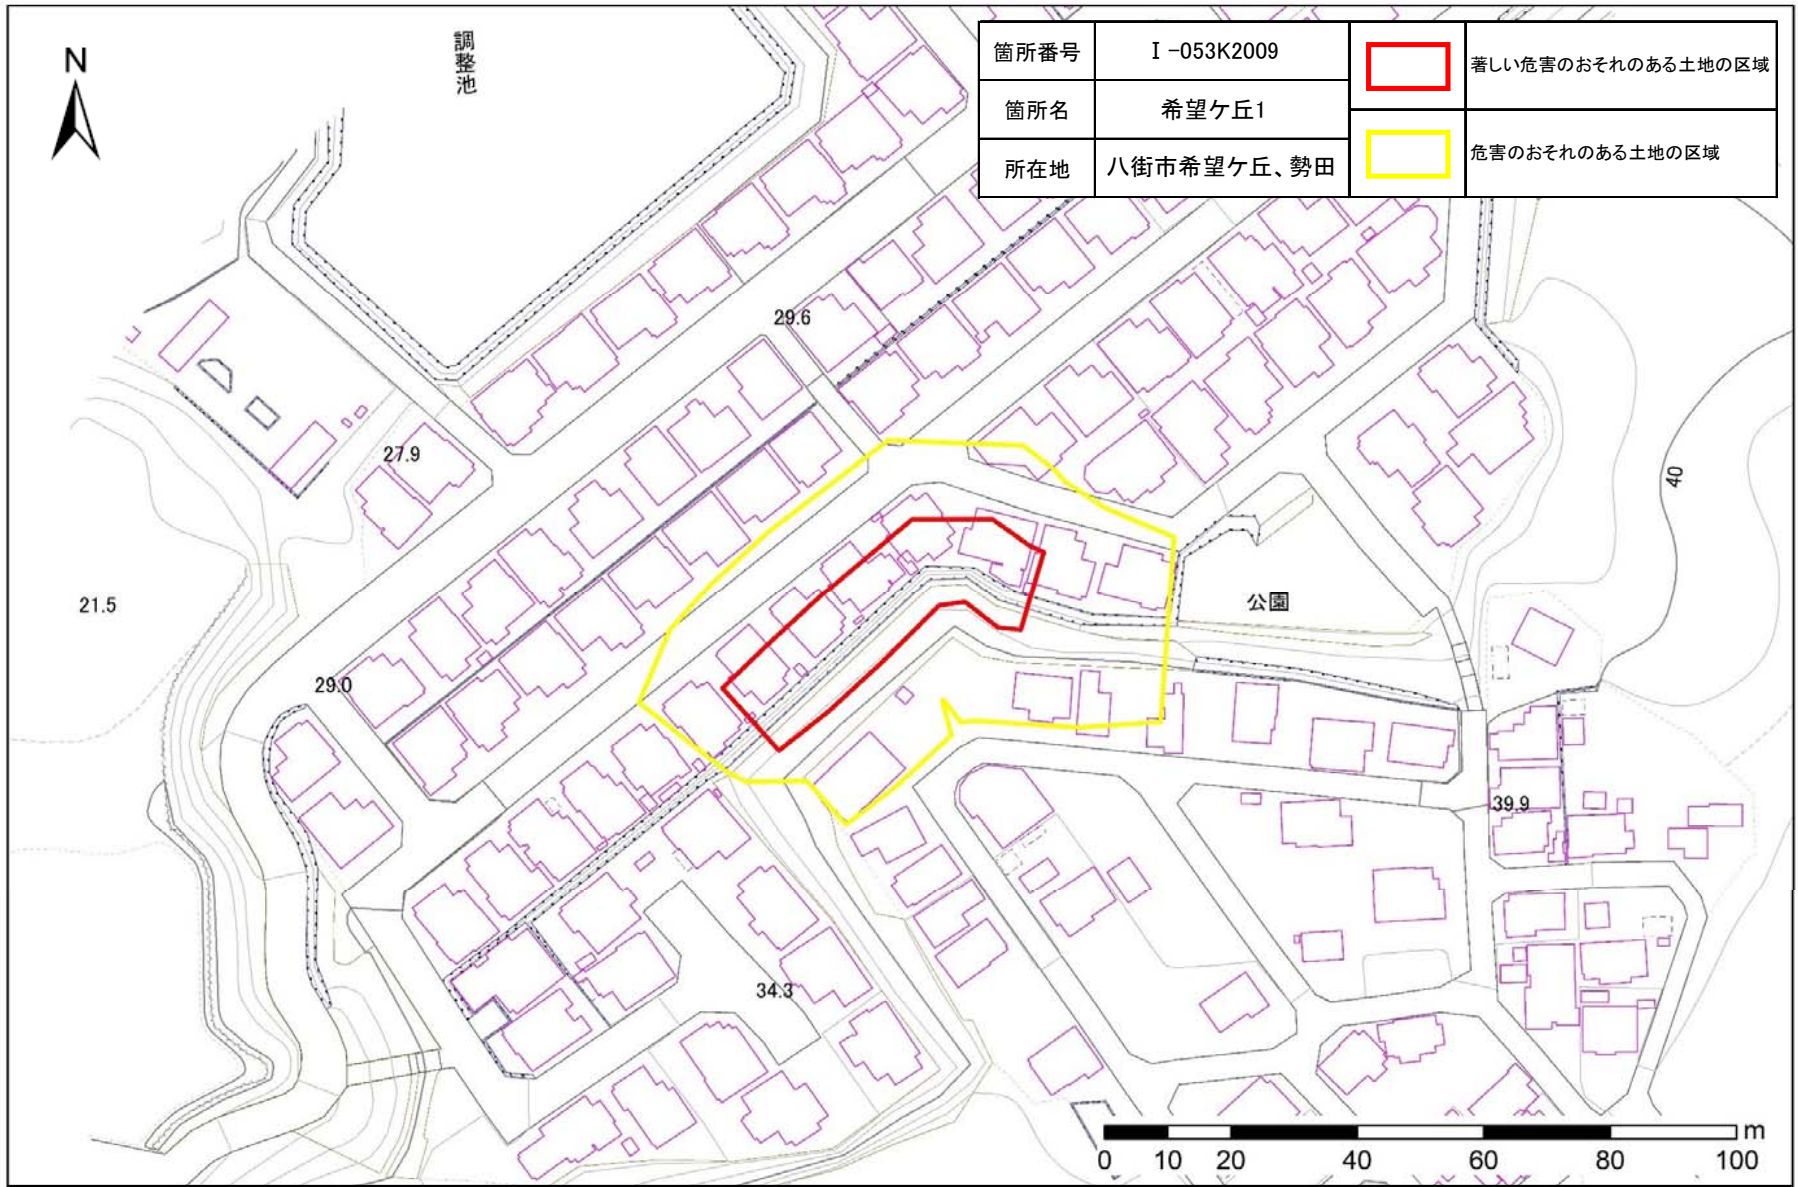 N
調整池
箇所番号 Ⅰ-053K2009
著しい危害のおそれのある土地の区域
箇所名 希望ケ丘1
所在地 八街市希望ケ丘、勢田
危害のおそれのある土地の区域
29.6
27.9
40
21.5
公園
29.0
39.9
34.3
m
0 10 20 40 60 80 100